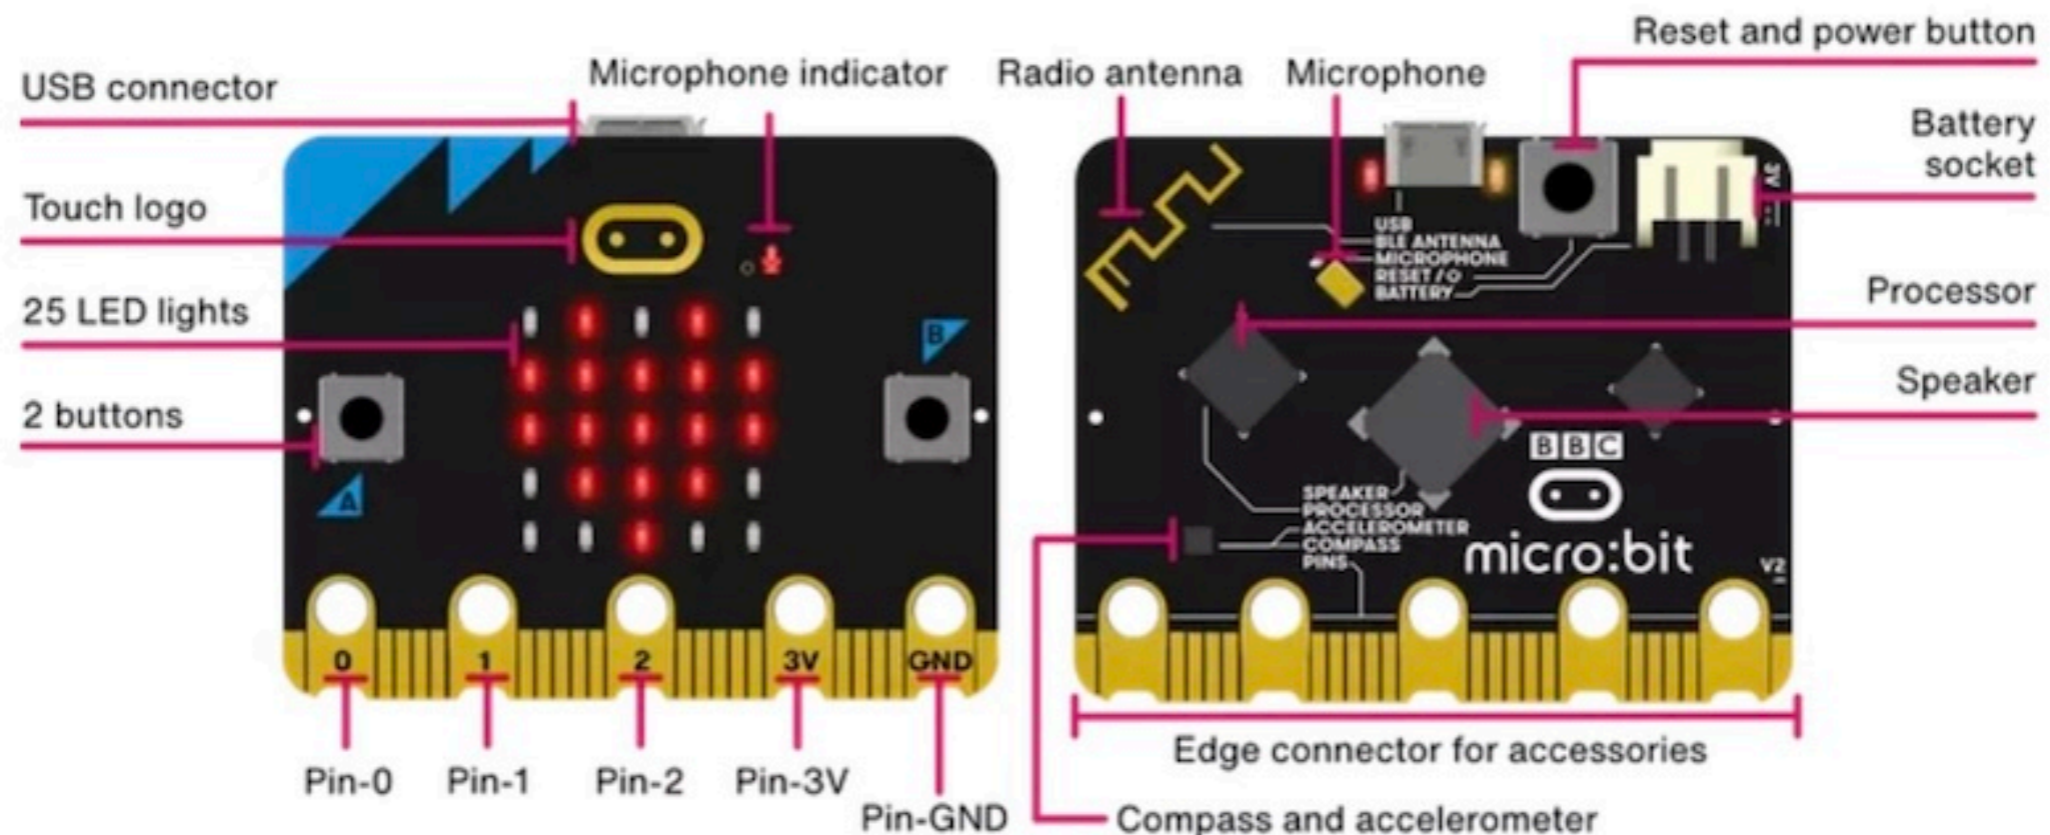 USB connector
Touch logo
25 LED lights
2 buttons
Microphone indicator
B
A
0
1
2
3V
GND
Pin-0
Pin-1
Pin-2
Pin-3V
Pin-GND
Radio antenna
Microphone
Reset and power button
Battery
socket
Processor
Speaker
3V
USB
BLE ANTENNA
MICROPHONE
RESET /
BATTERY
BBC
SPEAKER
PROCESSOR
ACCELEROMETER
COMPASS
PINS
micro:bit
V2
Edge connector for accessories
Compass and accelerometer